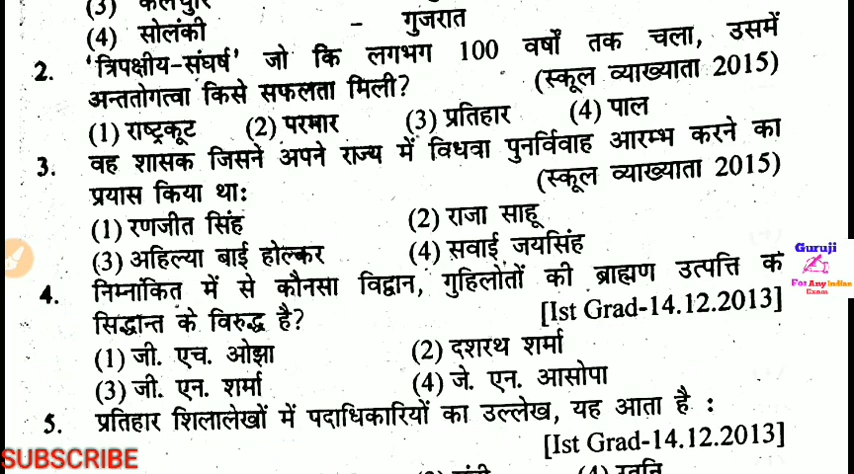 (3) कलचुरि
(4) सोलंकी – गुजरात
2. 'त्रिपक्षीय-संघर्ष' जो कि लगभग 100 वर्षों तक चला, उसमें
अन्ततोगत्वा किसे सफलता मिली? (स्कूल व्याख्याता 2015)
(1) राष्ट्रकूट (2) परमार (3) प्रतिहार (4) पाल
3. वह शासक जिसने अपने राज्य में विधवा पुनर्विवाह आरम्भ करने का
प्रयास किया था: (स्कूल व्याख्याता 2015)
(1) रणजीत सिंह (2) राजा साहू
(3) अहिल्या बाई होल्कर (4) सवाई जयसिंह
Guruji
For Any Indian
Exam
4. निम्नांकित में से कौनसा विद्वान, गुहिलोतों की ब्राह्मण उत्पत्ति के
सिद्धान्त के विरुद्ध है? [Ist Grad-14.12.2013]
(1) जी. एच. ओझा (2) दशरथ शर्मा
(3) जी. एन. शर्मा (4) जे. एन. आसोपा
5. प्रतिहार शिलालेखों में पदाधिकारियों का उल्लेख, यह आता है :
[Ist Grad-14.12.2013]
SUBSCRIBE